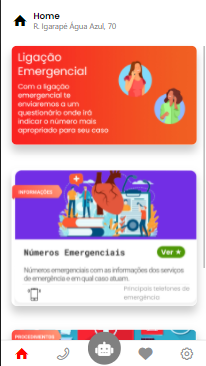 Home
R. Igarapé Água Azul, 70
Ligação
Emergencial
Com a ligação
emergencial te
enviaremos a um
questionário onde irá
indicar o número mais
apropriado para seu caso
INFORMAÇÕES
Números Emergenciais
Ver ★
Números emergenciais com as informações dos serviços
de emergência e em qual caso atuam.
Principais telefones de
emergência
PROCEDIMENTOS